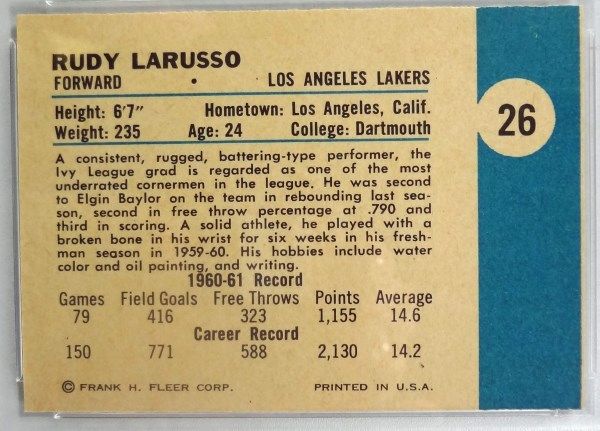 RUDY LARUSSO
FORWARD • LOS ANGELES LAKERS
26
Height: 6'7" Hometown: Los Angeles, Calif.
Weight: 235 Age: 24 College: Dartmouth
A consistent, rugged, battering-type performer, the
Ivy League grad is regarded as one of the most
underrated cornermen in the league. He was second
to Elgin Baylor on the team in rebounding last sea-
son, second in free throw percentage at .790 and
third in scoring. A solid athlete, he played with a
broken bone in his wrist for six weeks in his fresh-
man season in 1959-60. His hobbies include water
color and oil painting, and writing.
1960-61 Record
Games Field Goals Free Throws Points Average
79 416 323 1,155 14.6
Career Record
150 771 588 2,130 14.2
© FRANK H. FLEER CORP. PRINTED IN U.S.A.